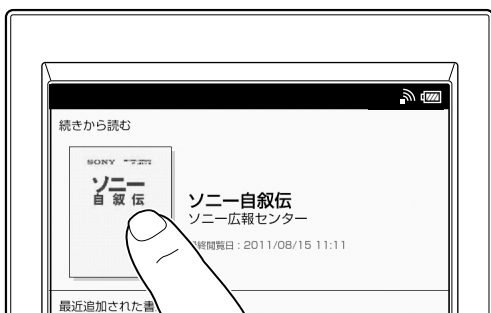 続きから読む
SONY
ソニー
自叙伝
ソニー自叙伝
ソニー広報センター
終閲覧日：2011/08/15 11:11
最近追加された書